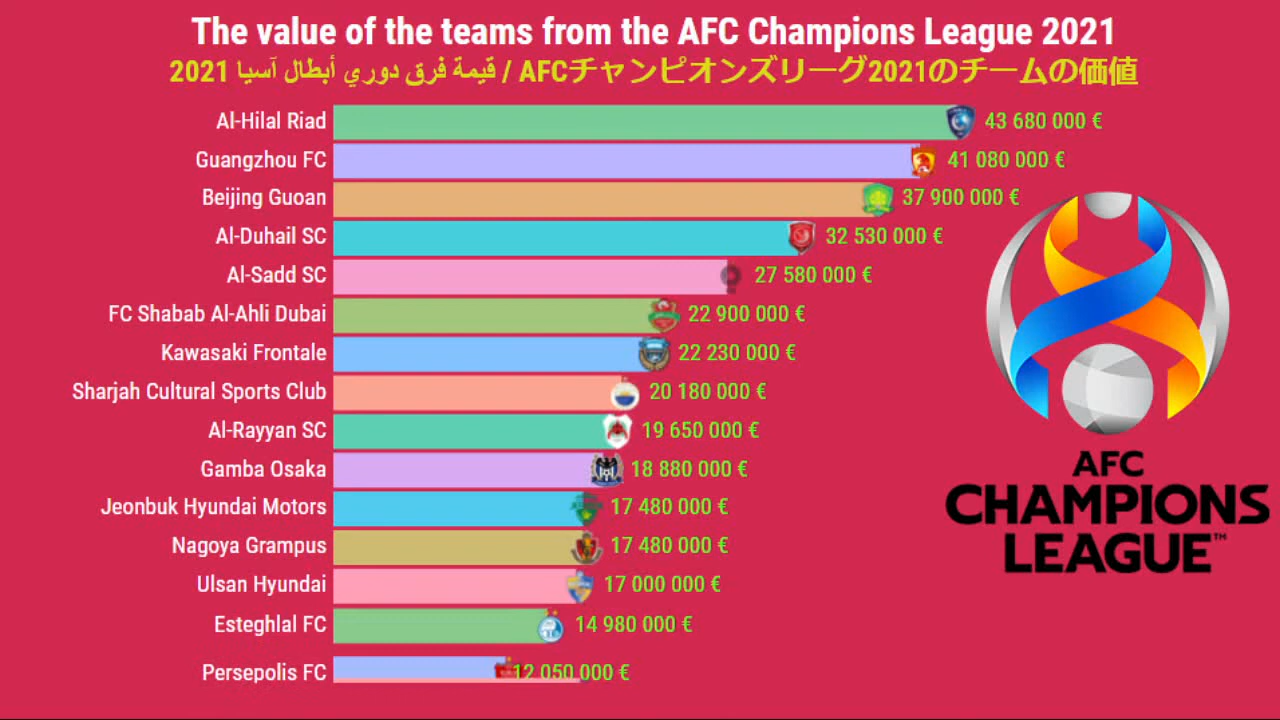 The value of the teams from the AFC Champions League 2021
قيمة فرق دوري أبطال آسيا 2021 / AFCチャンピオンズリーグ2021のチームの価値
Al-Hilal Riad 43 680 000 €
Guangzhou FC 41 080 000 €
Beijing Guoan 37 900 000 €
Al-Duhail SC 32 530 000 €
Al-Sadd SC 27 580 000 €
FC Shabab Al-Ahli Dubai 22 900 000 €
Kawasaki Frontale 22 230 000 €
Sharjah Cultural Sports Club 20 180 000 €
Al-Rayyan SC 19 650 000 €
Gamba Osaka 18 880 000 €
Jeonbuk Hyundai Motors 17 480 000 €
Nagoya Grampus 17 480 000 €
Ulsan Hyundai 17 000 000 €
Esteghlal FC 14 980 000 €
Persepolis FC 12 050 000 €
AFC
CHAMPIONS
LEAGUE™